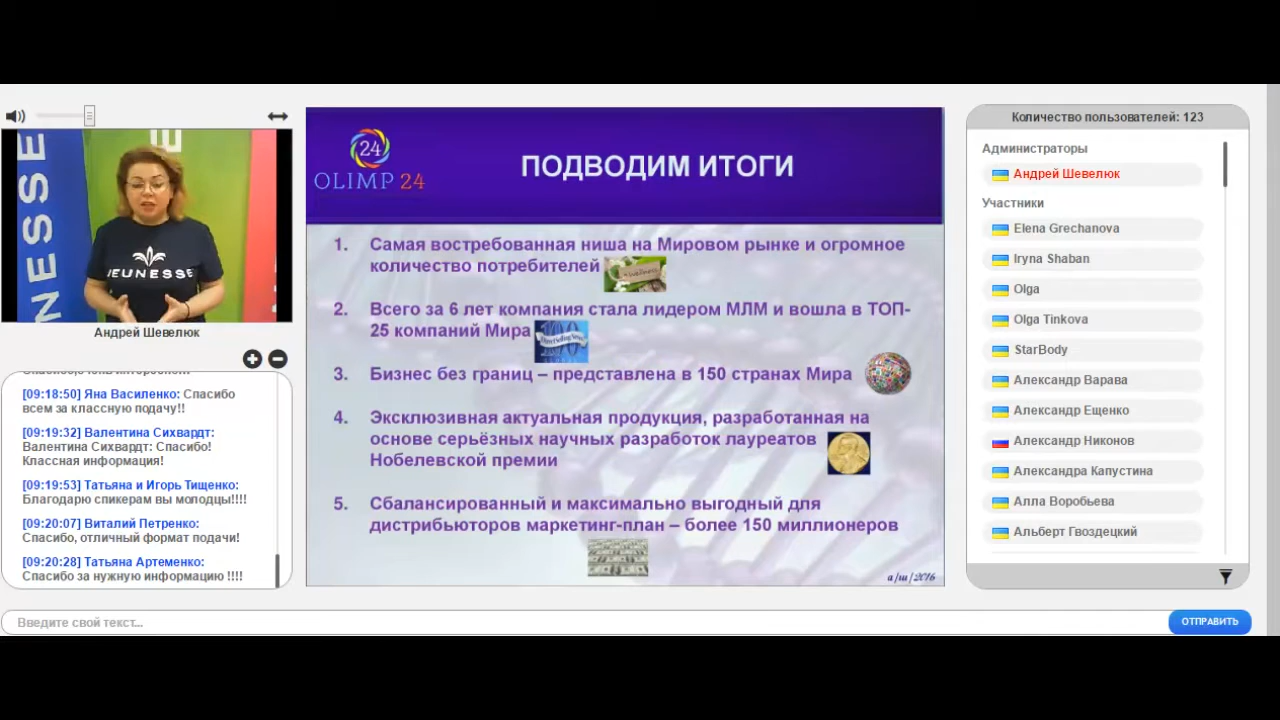 NESSE
NE
JEUNESSE
Андрей Шевелюк
[09:18:50] Яна Василенко: Спасибо
всем за классную подачу!!
[09:19:32] Валентина Сихвардт:
Валентина Сихвардт: Спасибо!
Классная информация!
[09:19:53] Татьяна и Игорь Тищенко:
Благодарю спикерам вы молодцы!!!!
[09:20:07] Виталий Петренко:
Спасибо, отличный формат подачи!
[09:20:28] Татьяна Артеменко:
Спасибо за нужную информацию !!!!
24
OLIMP 24
ПОДВОДИМ ИТОГИ
1. Самая востребованная ниша на Мировом рынке и огромное
количество потребителей
wellness
2. Всего за 6 лет компания стала лидером МЛМ и вошла в ТОП-
25 компаний Мира
100
3. Бизнес без границ – представлена в 150 странах Мира
4. Эксклюзивная актуальная продукция, разработанная на
основе серьёзных научных разработок лауреатов
Нобелевской премии
5. Сбалансированный и максимально выгодный для
дистрибьюторов маркетинг-план – более 150 миллионеров
а/ш/2016
Количество пользователей: 123
Администраторы
Андрей Шевелюк
Участники
Elena Grechanova
Iryna Shaban
Olga
Olga Tinkova
StarBody
Александр Варава
Александр Ещенко
Александр Никонов
Александра Капустина
Алла Воробьева
Альберт Гвоздецкий
Введите свой текст...
ОТПРАВИТЬ